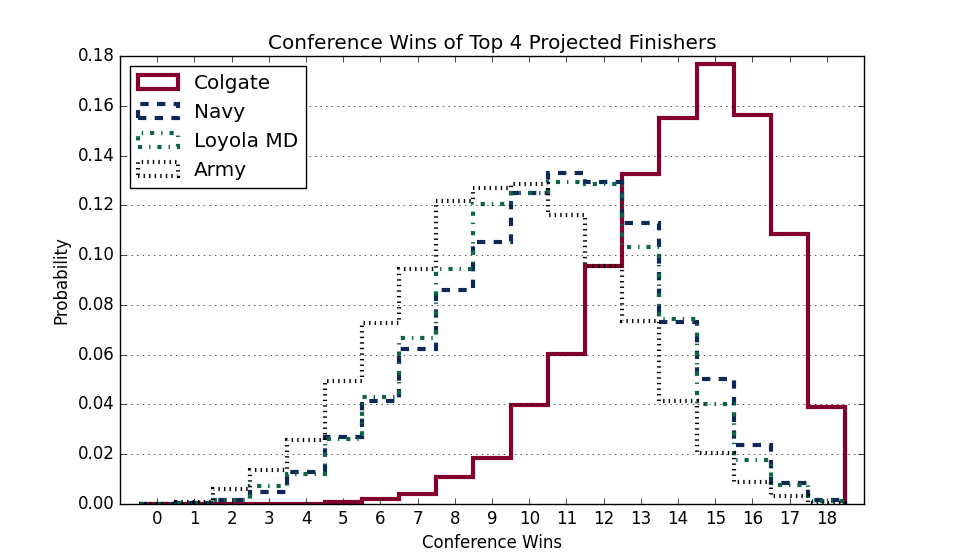 Conference Wins of Top 4 Projected Finishers
Colgate
Navy
Loyola MD
Army
0.18
0.16
0.14
0.12
0.10
0.08
0.06
0.04
0.02
0.00
Probability
0 1 2 3 4 5 6 7 8 9 10 11 12 13 14 15 16 17 18
Conference Wins